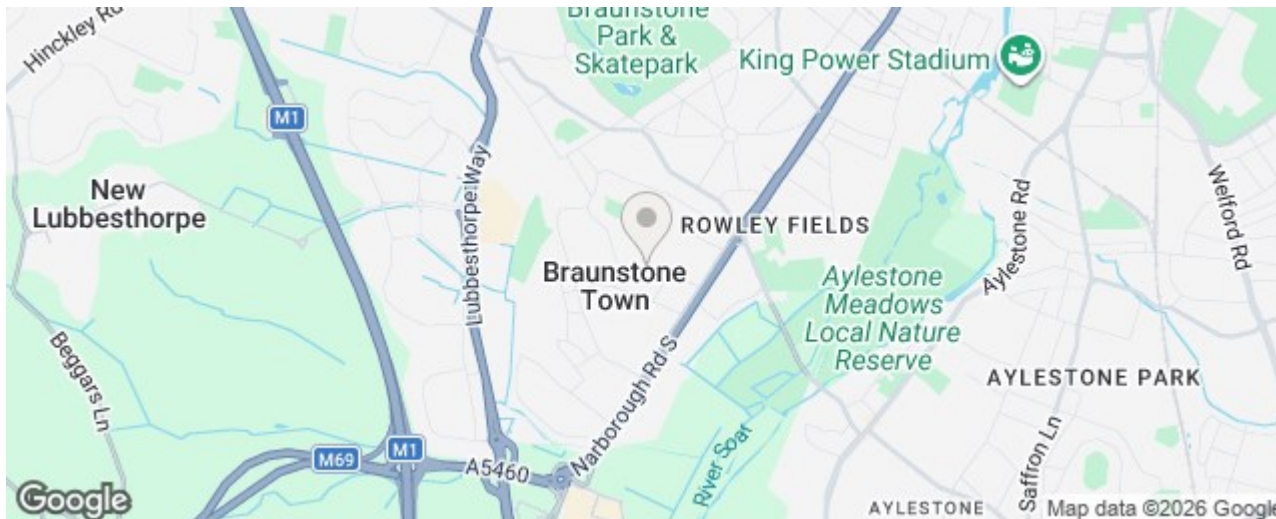 Hinckley Rd
Braunstone
Park &
Skatepark
King Power Stadium
M1
New
Lubbesthorpe
Lubbesthorpe Way
ROWLEY FIELDS
Welford Rd
Aylestone Rd
Braunstone
Town
Aylestone
Meadows
Local Nature
Reserve
Beggars Ln
Narborough Rd S
AYLESTONE PARK
M1
M69
A5460
River Soar
Saffron Ln
AYLESTONE
Google
Map data ©2026 Google